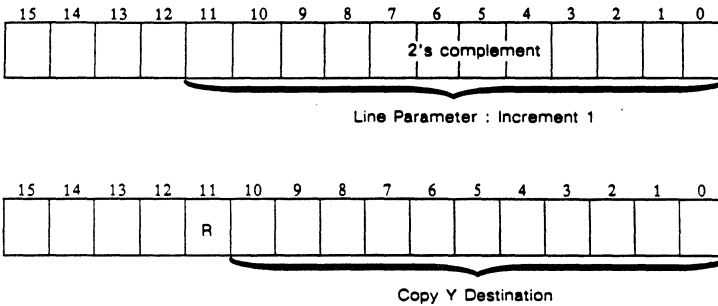 15 14 13 12 11 10 9 8 7 6 5 4 3 2 1 0
2's complement
Line Parameter : Increment 1
15 14 13 12 11 10 9 8 7 6 5 4 3 2 1 0
R
Copy Y Destination